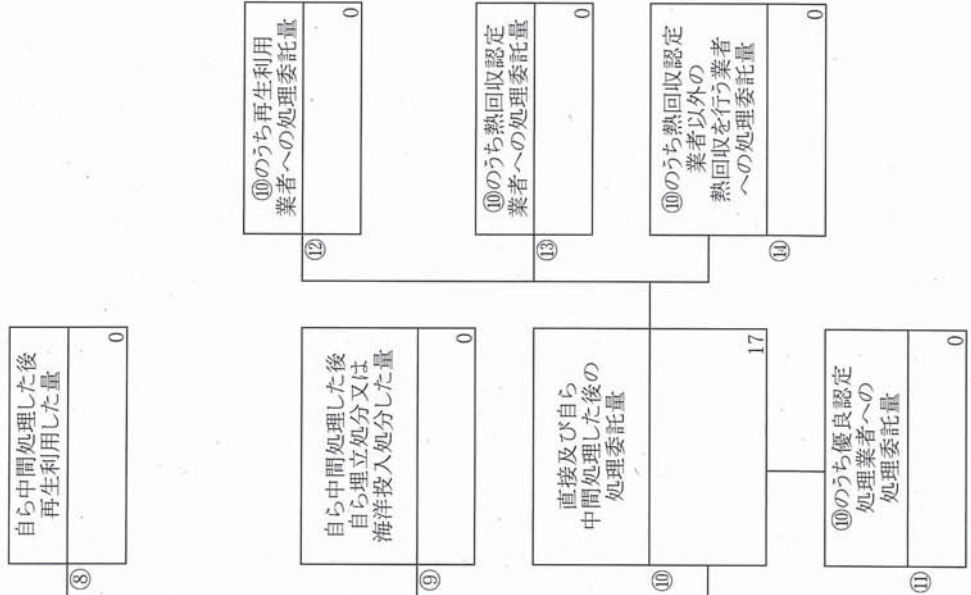 ⑧
自ら中間処理した後
再生利用した量
0
⑨
自ら中間処理した後
自ら埋立処分又は
海洋投入処分した量
0
⑩
直接及び自ら
中間処理した後の
処理委託量
17
⑪
⑩のうち優良認定
処理業者への
処理委託量
0
⑫
⑩のうち再生利用
業者への処理委託量
0
⑬
⑩のうち熱回収認定
業者への処理委託量
0
⑭
⑩のうち熱回収認定
業者以外の
熱回収を行う業者
への処理委託量
0